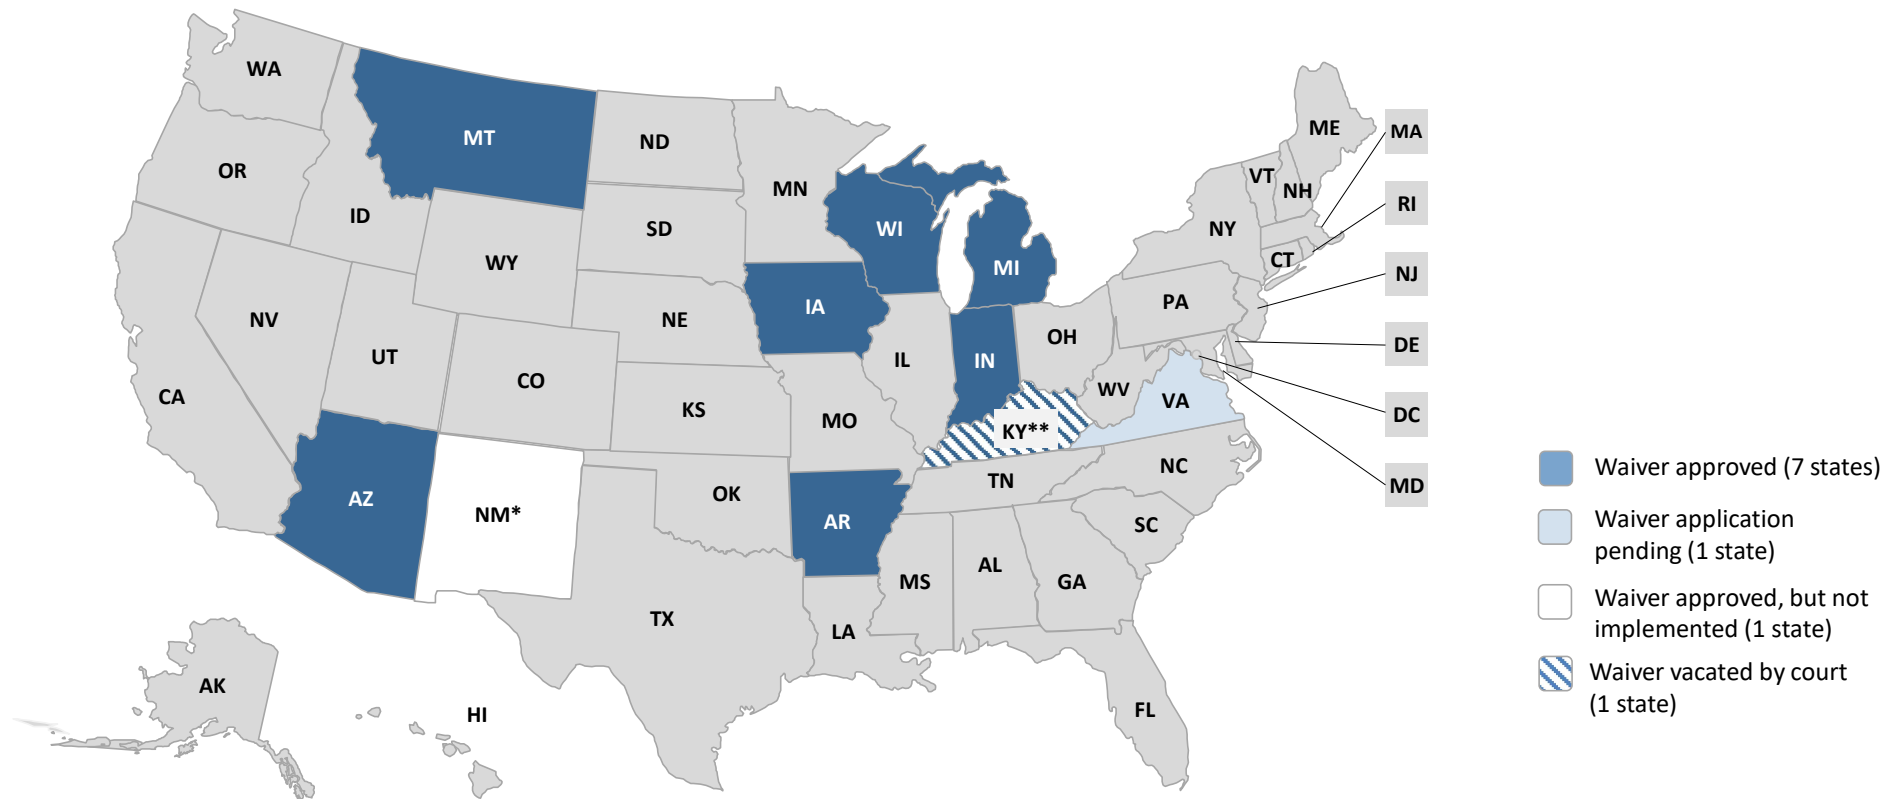 WA
MT
ND
ME
MA
OR
MN
VT
NH
RI
ID
SD
WI
NY
WY
MI
CT
NJ
NV
NE
IA
PA
UT
IL
IN
OH
DE
CA
CO
KS
MO
WV
VA
DC
KY**
AZ
NM*
OK
AR
TN
NC
MD
SC
MS
AL
GA
TX
LA
AK
HI
FL
Waiver approved (7 states)
Waiver application
pending (1 state)
Waiver approved, but not
implemented (1 state)
Waiver vacated by court
(1 state)